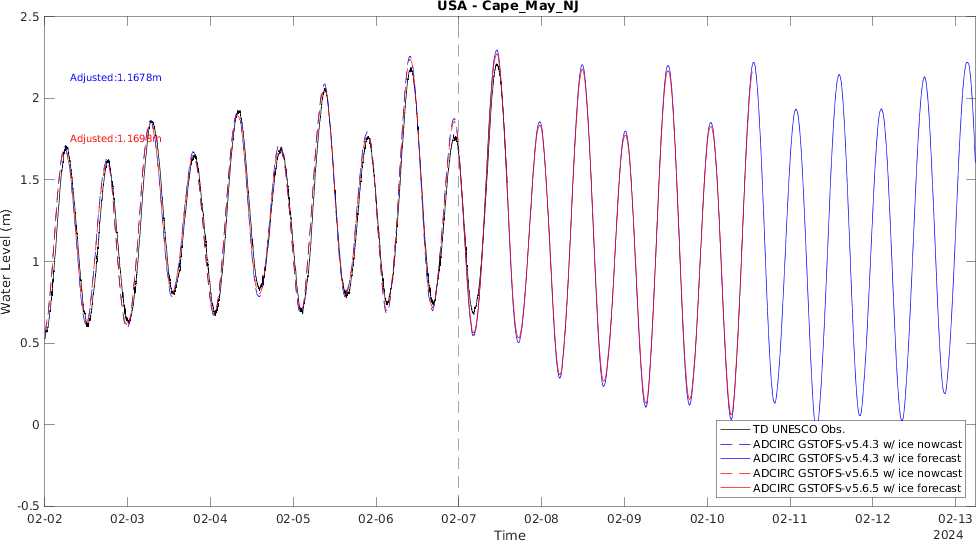 USA - Cape_May_NJ
2.5
2
1.5
1
0.5
0
-0.5
Water Level (m)
Adjusted:1.1678m
Adjusted:1.1698m
TD UNESCO Obs.
ADCIRC GSTOFS-v5.4.3 w/ ice nowcast
ADCIRC GSTOFS-v5.4.3 w/ ice forecast
ADCIRC GSTOFS-v5.6.5 w/ ice nowcast
ADCIRC GSTOFS-v5.6.5 w/ ice forecast
02-02 02-03 02-04 02-05 02-06 02-07 02-08 02-09 02-10 02-11 02-12 02-13
Time
2024